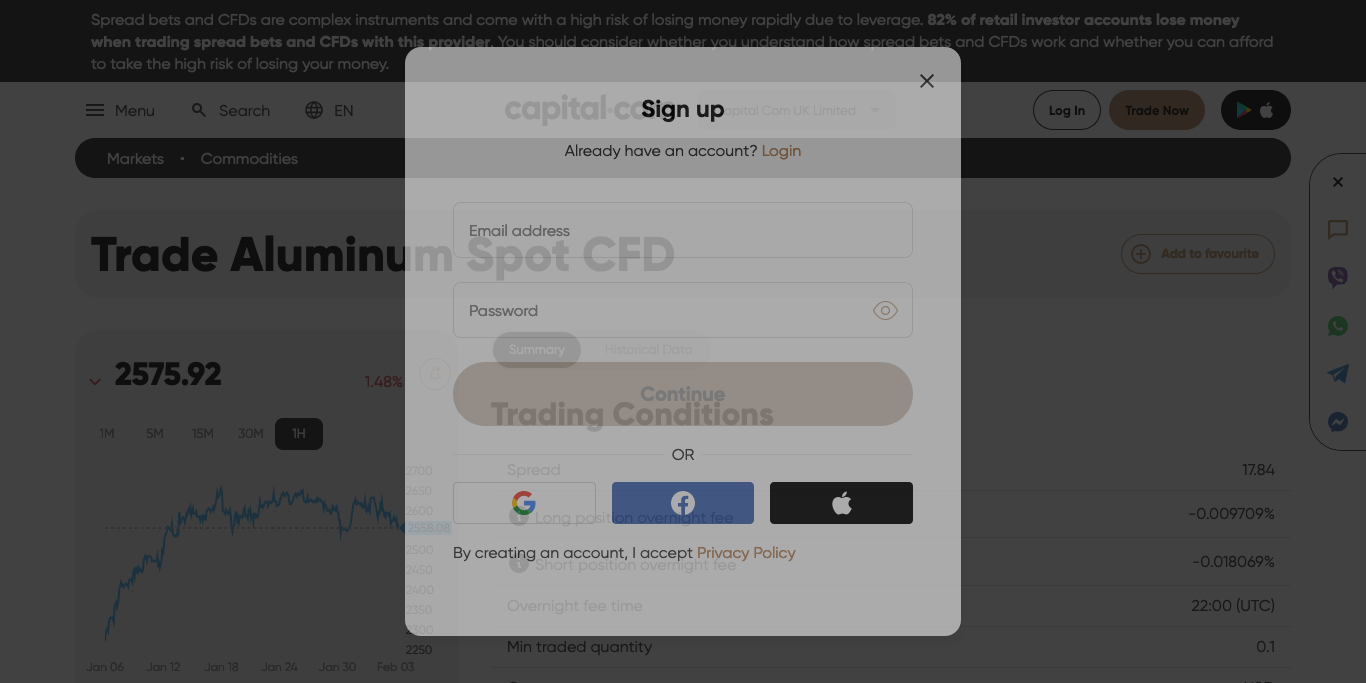 Spread bets and CFDs are complex instruments and come with a high risk of losing money rapidly due to leverage. 82% of retail investor accounts lose money
when trading spread bets and CFDs with this provider. You should consider whether you understand how spread bets and CFDs work and whether you can afford
to take the high risk of losing your money.
Menu
Search
EN
capital.com
Capital Com UK Limited
Log In
Trade Now
Markets • Commodities
Sign up
Already have an account? Login
Email address
Password
Continue
OR
By creating an account, I accept Privacy Policy
Trade Aluminum Spot CFD
Add to favourite
2575.92
1.48%
1M 5M 15M 30M 1H
2700
2650
2600
2558.08
2500
2450
2400
2350
2300
2250
Jan 06 Jan 12 Jan 18 Jan 24 Jan 30 Feb 03
Summary
Historical Data
Trading Conditions
Spread 17.84
Long position overnight fee -0.009709%
Short position overnight fee -0.018069%
Overnight fee time 22:00 (UTC)
Min traded quantity 0.1